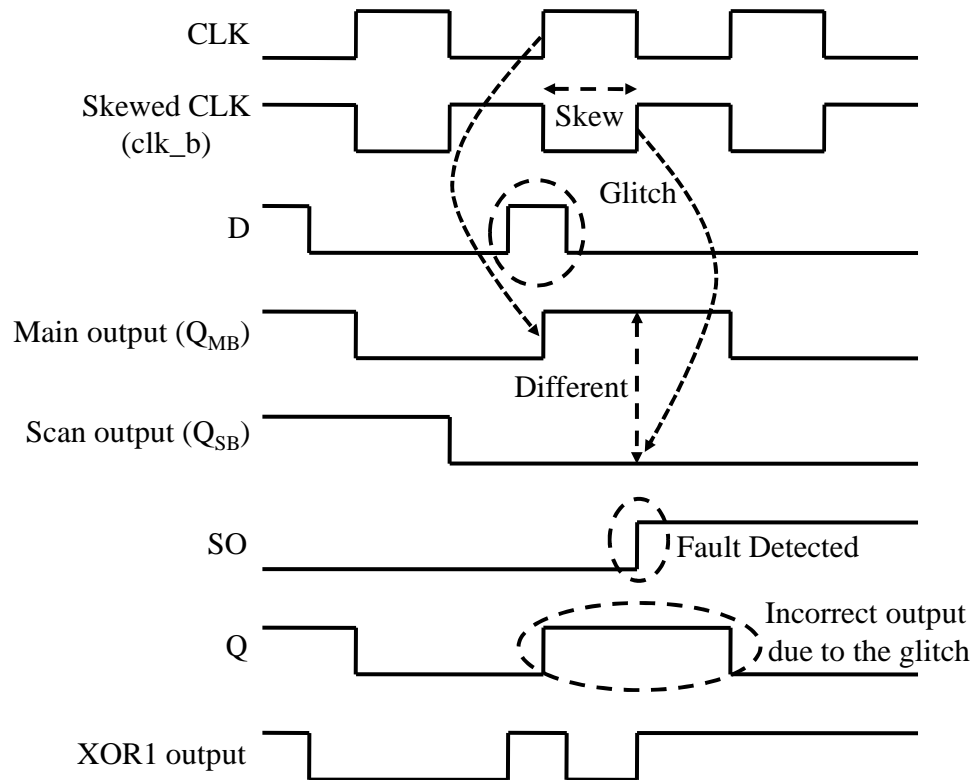 CLK
Skewed CLK
(clk_b)
Skew
Glitch
D
Main output (Q_MB)
Different
Scan output (Q_SB)
SO
Fault Detected
Q
Incorrect output
due to the glitch
XOR1 output